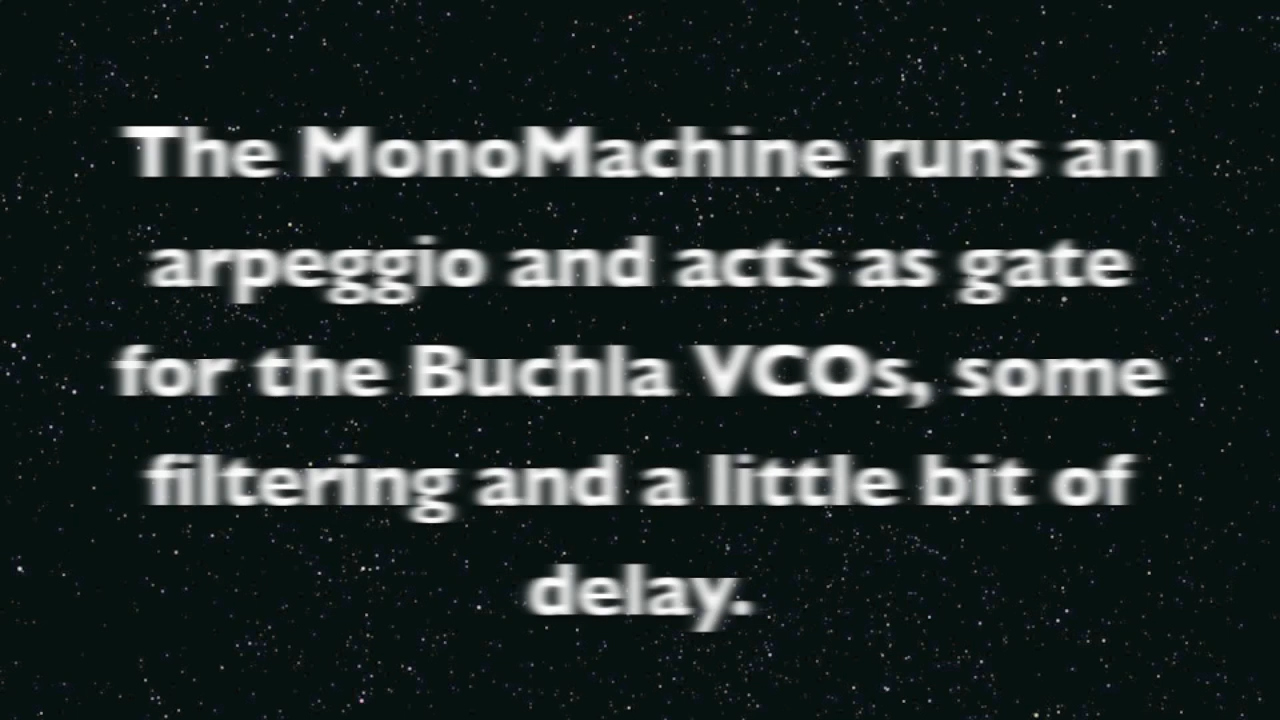 The MonoMachine runs an
arpeggio and acts as gate
for the Buchla VCOs, some
filtering and a little bit of
delay.